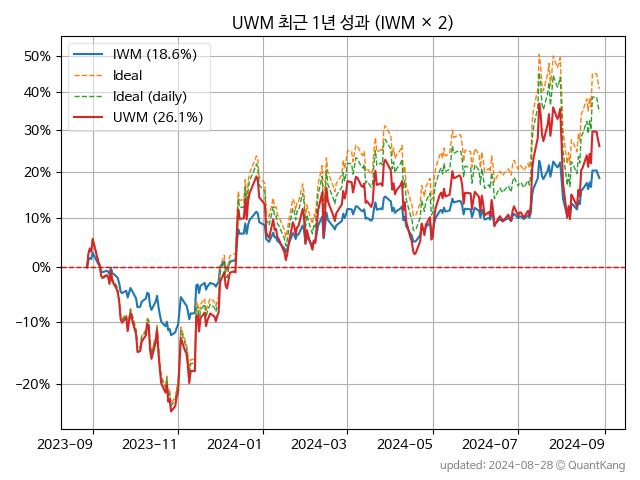 UWM 최근 1년 성과 (IWM × 2)
IWM (18.6%)
Ideal
Ideal (daily)
UWM (26.1%)
50%
40%
30%
20%
10%
0%
−10%
−20%
2023-09
2023-11
2024-01
2024-03
2024-05
2024-07
2024-09
updated: 2024-08-28 © QuantKang